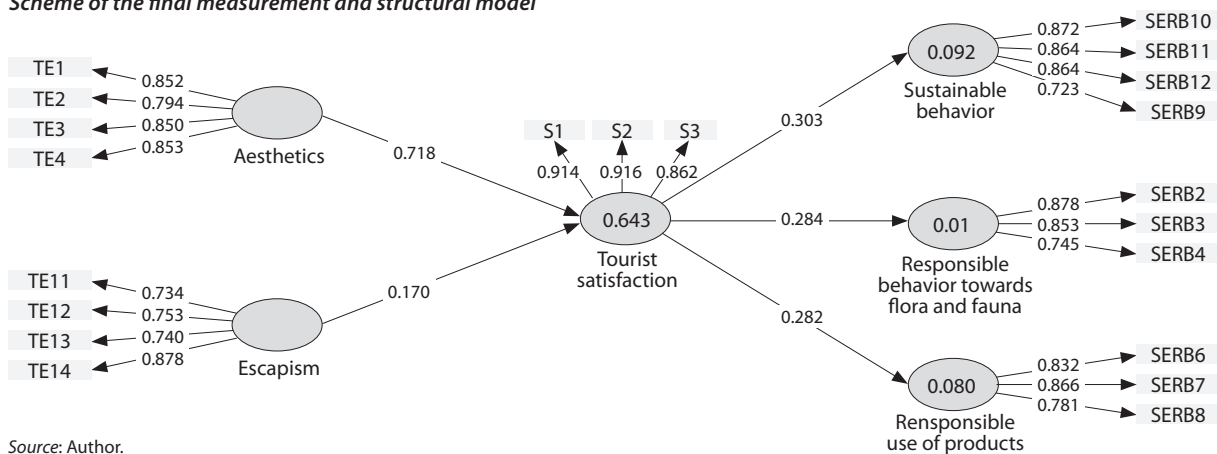 Scheme of the final measurement and structural model
TE1
TE2
TE3
TE4
0.852
0.794
0.850
0.853
Aesthetics
0.718
TE11
TE12
TE13
TE14
0.734
0.753
0.740
0.878
Escapism
0.170
S1 S2 S3
0.914 0.916 0.862
0.643
Tourist
satisfaction
0.303
0.284
0.282
0.092
Sustainable
behavior
0.872
0.864
0.864
0.723
SERB10
SERB11
SERB12
SERB9
0.01
Responsible
behavior towards
flora and fauna
0.878
0.853
0.745
SERB2
SERB3
SERB4
0.080
Rensponsible
use of products
0.832
0.866
0.781
SERB6
SERB7
SERB8
Source: Author.